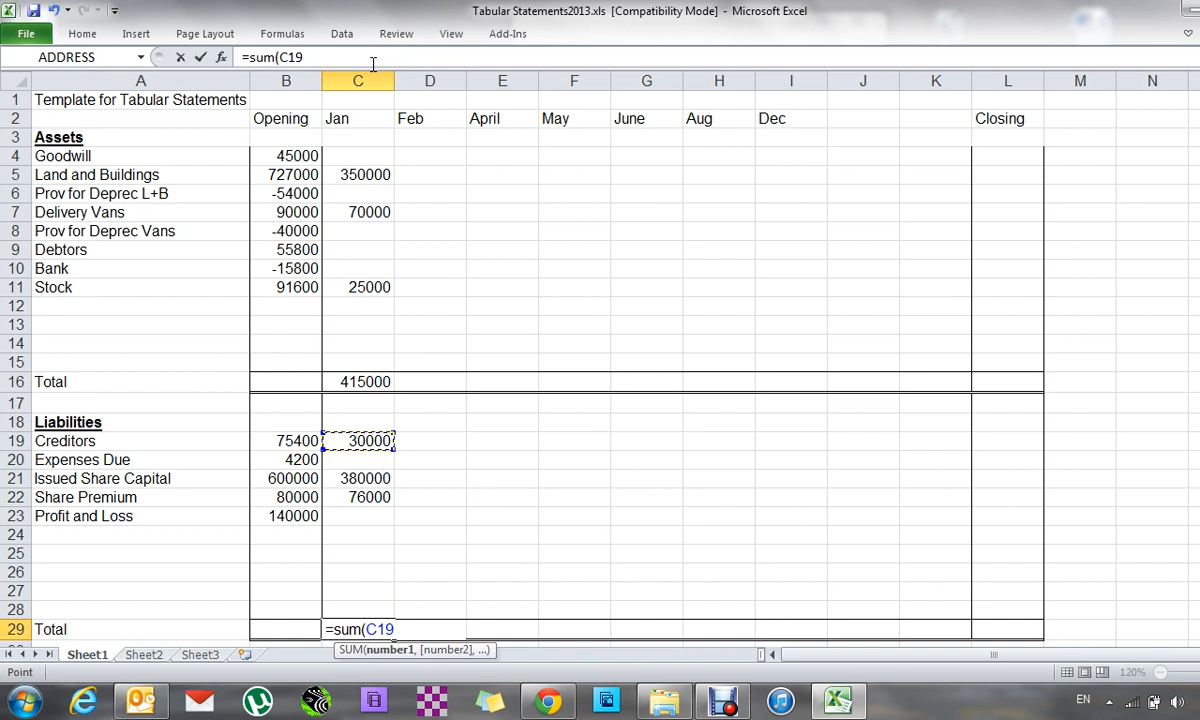 Tabular Statements2013.xls [Compatibility Mode] - Microsoft Excel
File Home Insert Page Layout Formulas Data Review View Add-Ins
ADDRESS fx =sum(C19
A B C D E F G H I J K L M N
1 Template for Tabular Statements
2 Opening Jan Feb April May June Aug Dec Closing
3 Assets
4 Goodwill 45000
5 Land and Buildings 727000 350000
6 Prov for Deprec L+B -54000
7 Delivery Vans 90000 70000
8 Prov for Deprec Vans -40000
9 Debtors 55800
10 Bank -15800
11 Stock 91600 25000
12
13
14
15
16 Total 415000
17
18 Liabilities
19 Creditors 75400 30000
20 Expenses Due 4200
21 Issued Share Capital 600000 380000
22 Share Premium 80000 76000
23 Profit and Loss 140000
24
25
26
27
28
29 Total =sum(C19
SUM(number1, [number2], ...)
Sheet1 Sheet2 Sheet3
Point 120%
EN